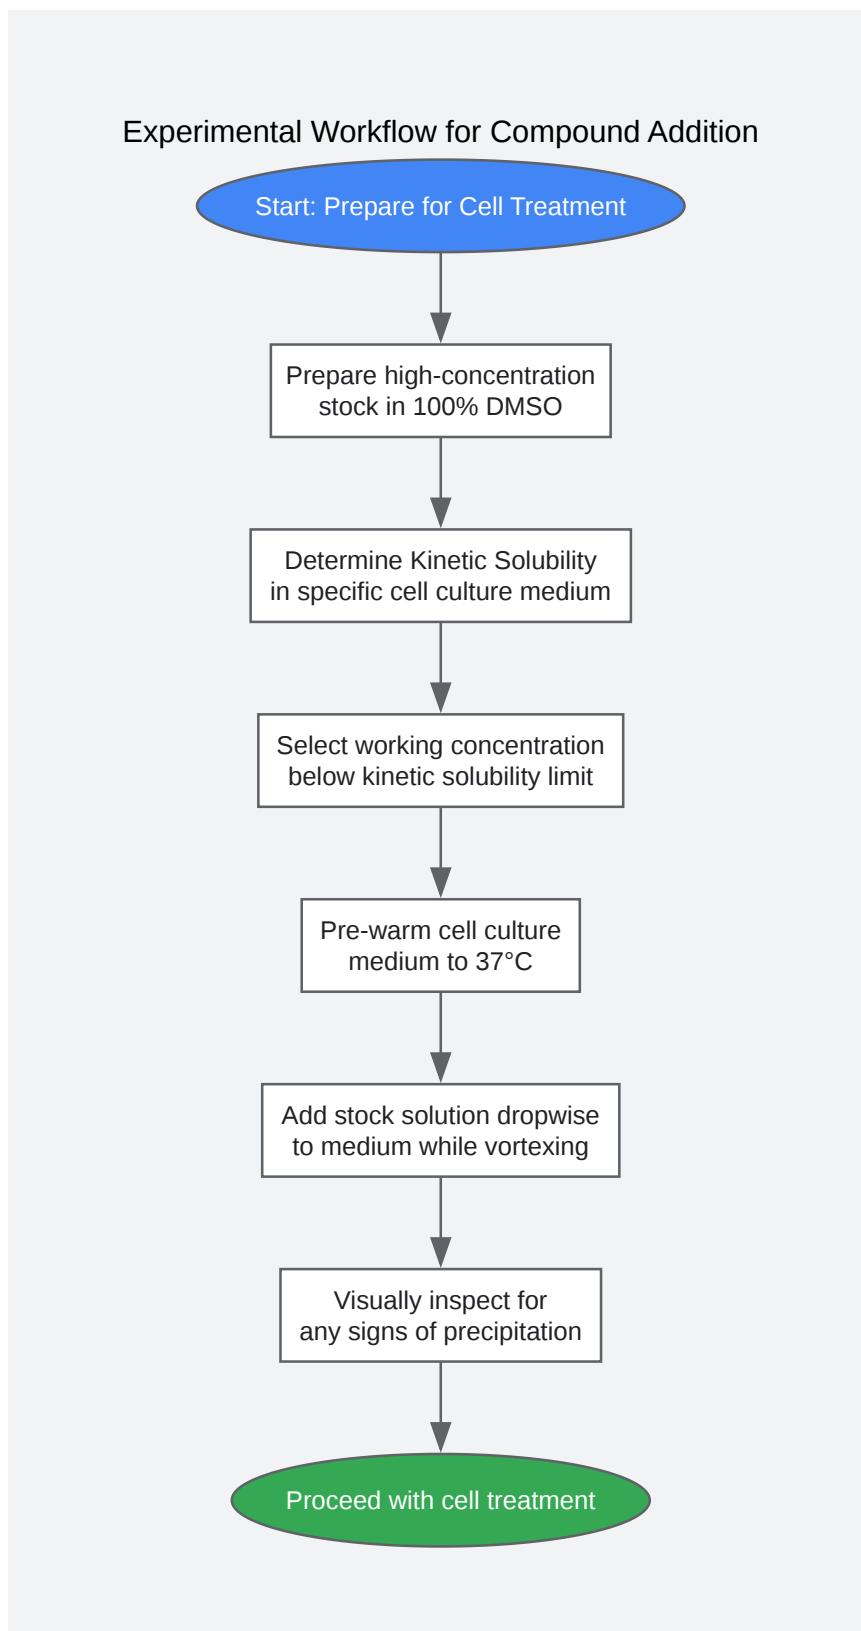 Experimental Workflow for Compound Addition
Start: Prepare for Cell Treatment
Prepare high-concentration
stock in 100% DMSO
Determine Kinetic Solubility
in specific cell culture medium
Select working concentration
below kinetic solubility limit
Pre-warm cell culture
medium to 37°C
Add stock solution dropwise
to medium while vortexing
Visually inspect for
any signs of precipitation
Proceed with cell treatment